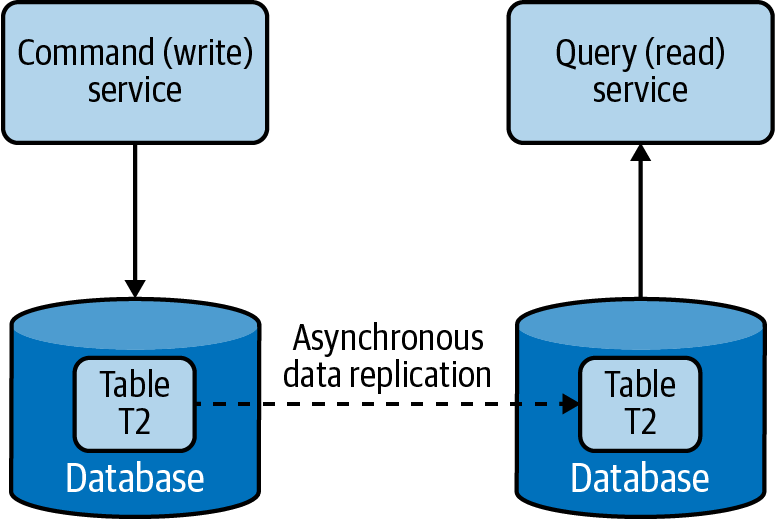 Command (write)
service
Query (read)
service
Asynchronous
data replication
Table
T2
Database
Table
T2
Database